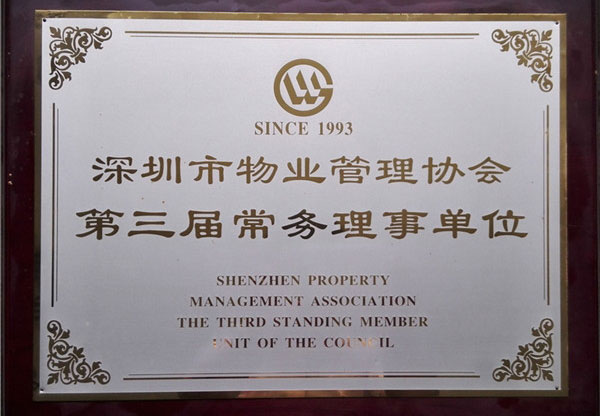 SINCE 1993
深圳市物业管理协会
第三届常务理事单位
SHENZHEN PROPERTY
MANAGEMENT ASSOCIATION
THE THIRD STANDING MEMBER
UNIT OF THE COUNCIL